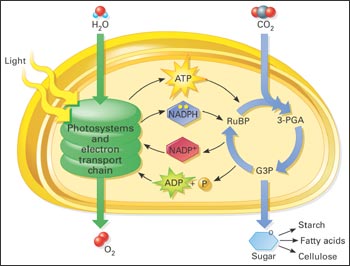 H₂O
CO₂
Light
ATP
NADPH
RuBP
3-PGA
Photosystems
and
electron
transport
chain
NADP⁺
ADP + P
G3P
O₂
Sugar
Starch
Fatty acids
Cellulose